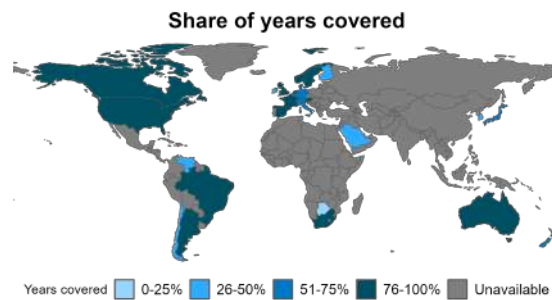 Share of years covered
Years covered 0-25% 26-50% 51-75% 76-100% Unavailable